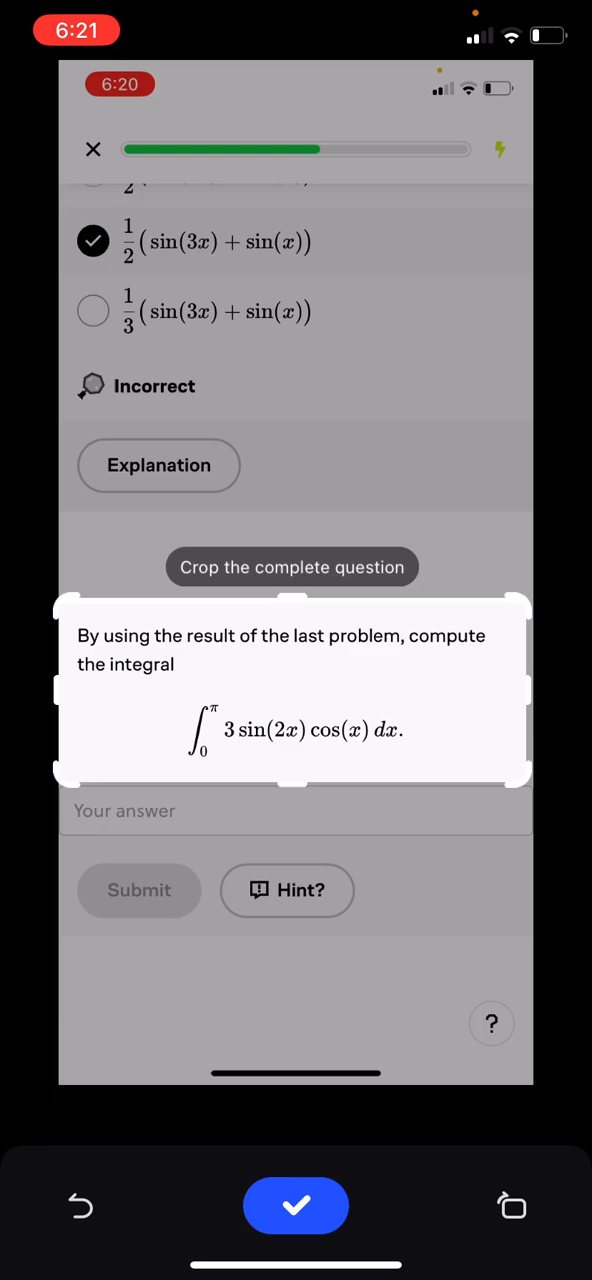 6:21
6:20
1/2 (sin(3x) + sin(x))
1/3 (sin(3x) + sin(x))
Incorrect
Explanation
Crop the complete question
By using the result of the last problem, compute
the integral
∫₀^π 3 sin(2x) cos(x) dx.
Your answer
Submit
Hint?
?